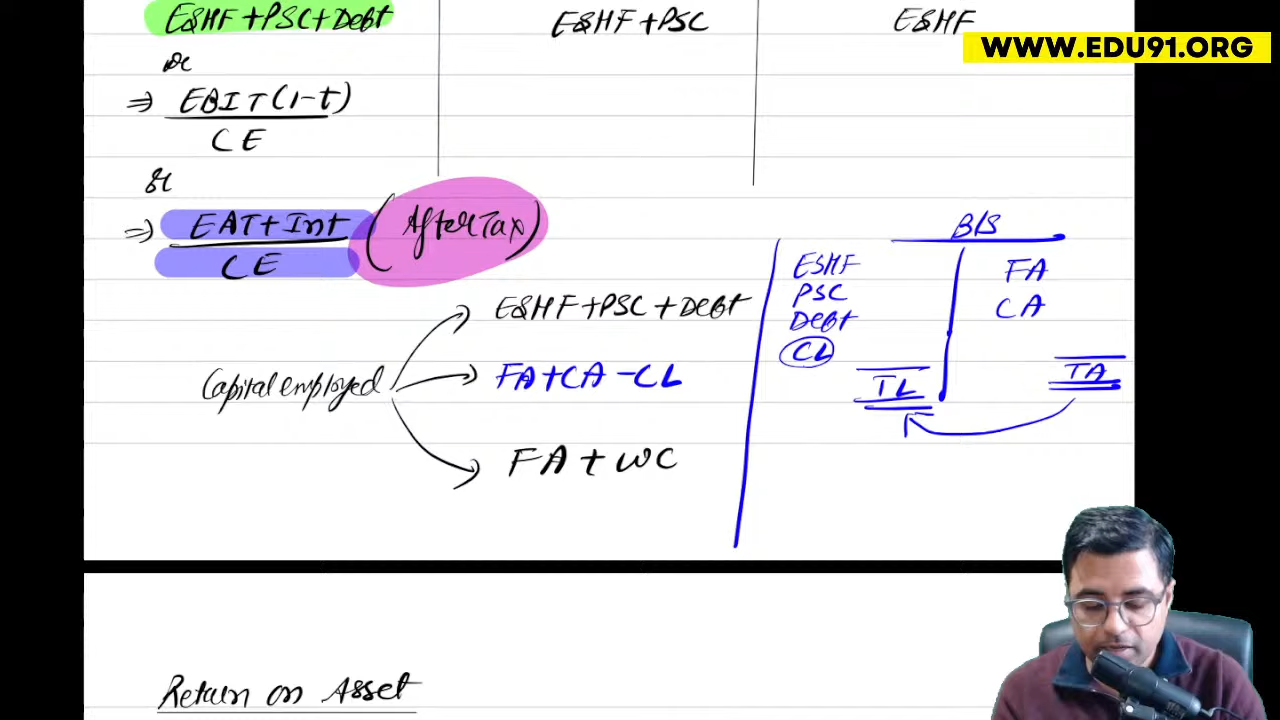 ESHF+PSC+Debt
ESHF+PSC
ESHF
WWW.EDU91.ORG
or
⇒ EBIT(1-t)
CE
or
⇒ EAT+Int (After Tax)
CE
Capital employed
ESHF+PSC+Debt
FA+CA-CL
FA+WC
B/S
ESHF
PSC
Debt
CL
TL
FA
CA
TA
Return on Asset